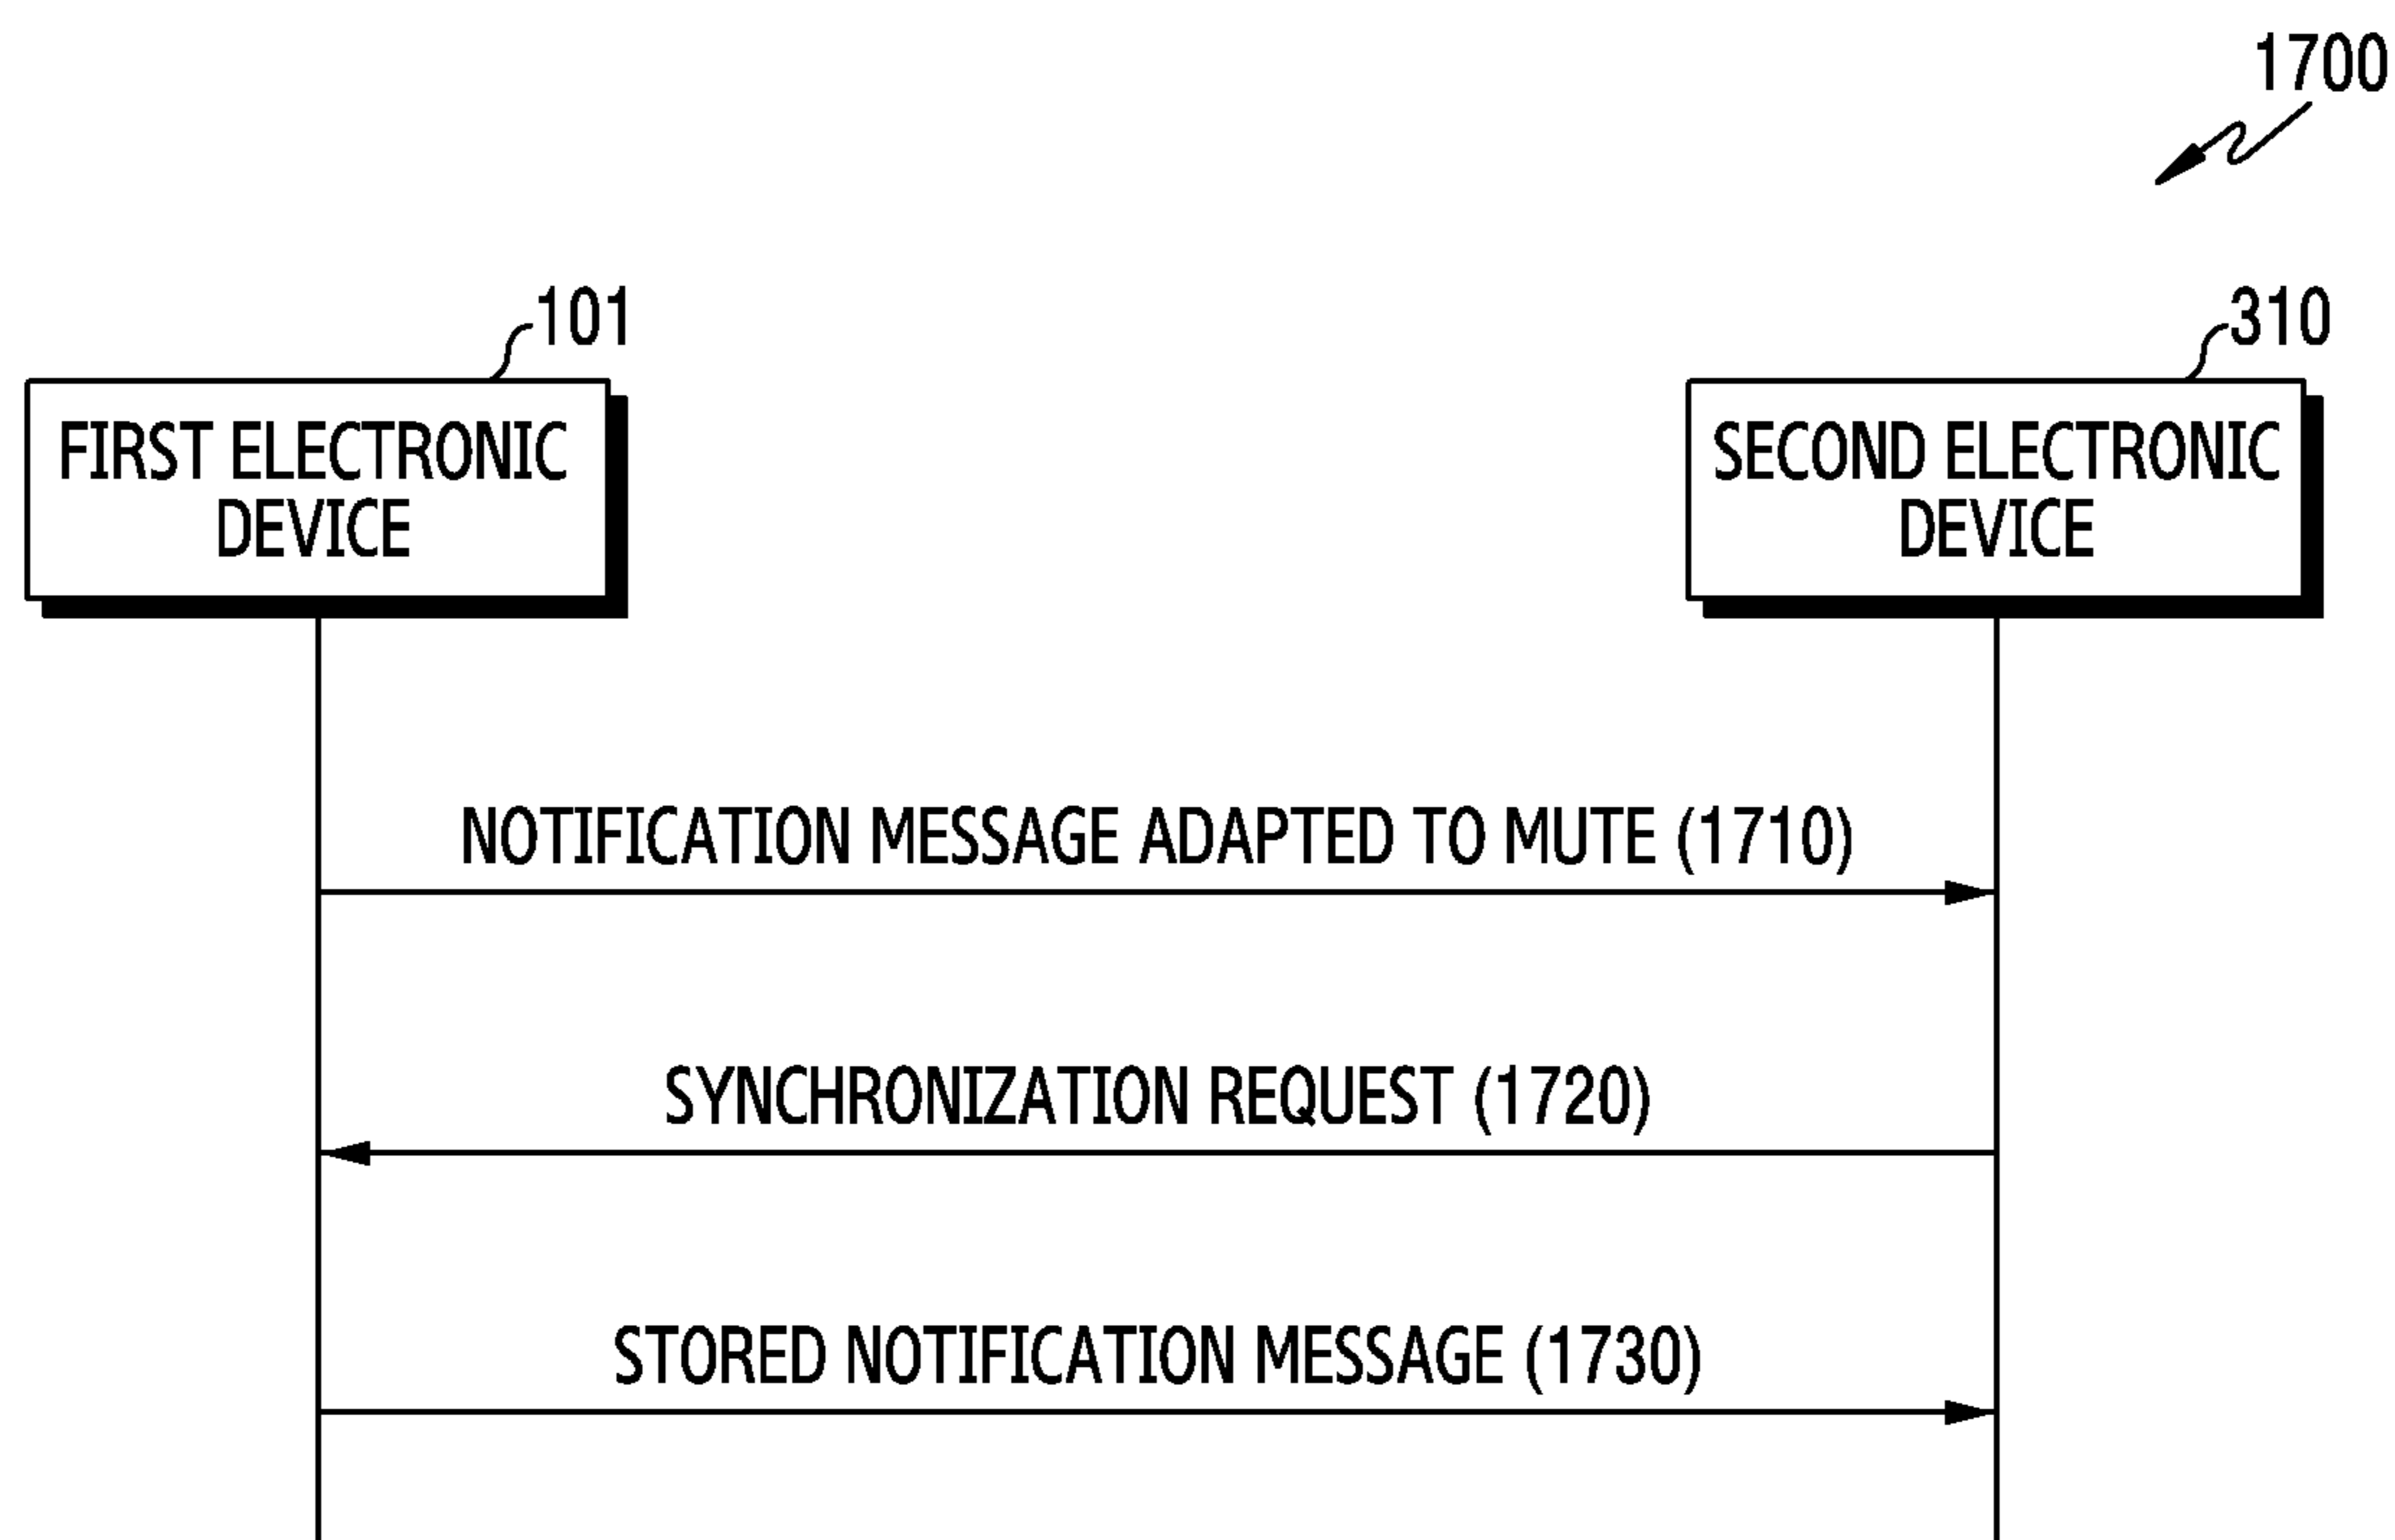 1700
101
310
FIRST ELECTRONIC
DEVICE
SECOND ELECTRONIC
DEVICE
NOTIFICATION MESSAGE ADAPTED TO MUTE (1710)
SYNCHRONIZATION REQUEST (1720)
STORED NOTIFICATION MESSAGE (1730)